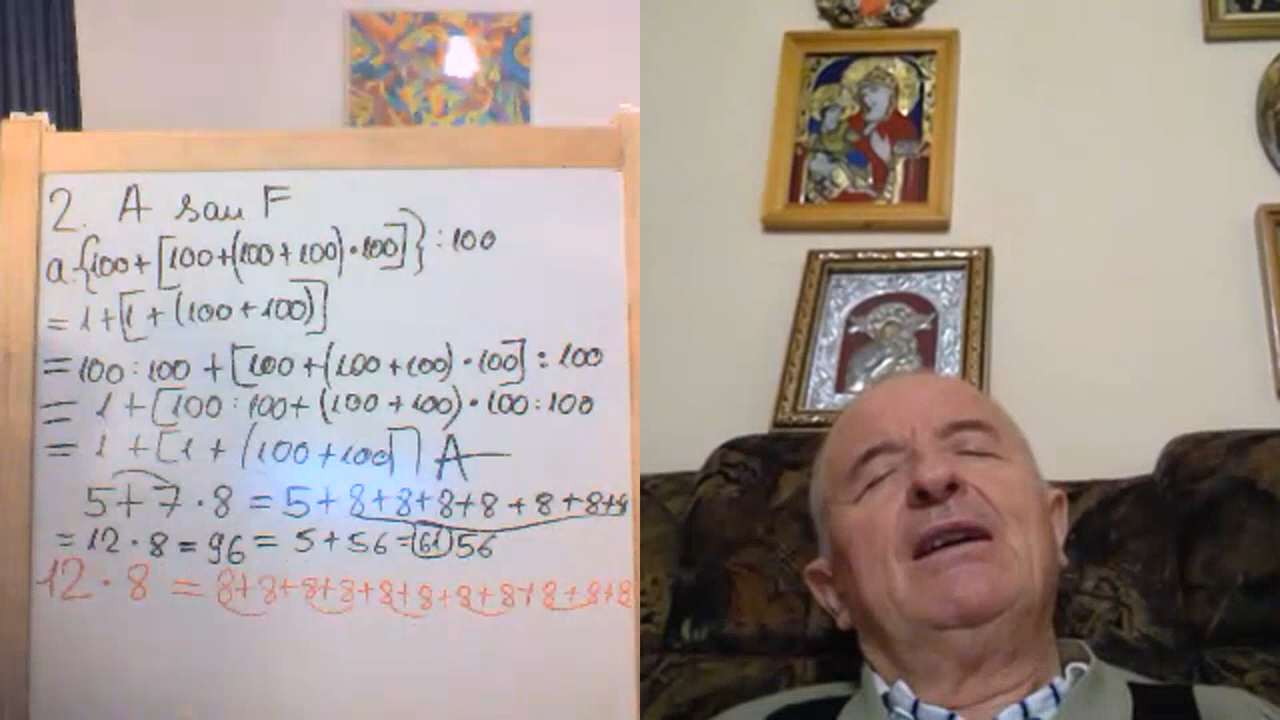 2. A sau F
a. {100+[100+(100+100)·100]}:100
= 1+[1+(100+100)]
= 100:100+[100+(100+100)·100]:100
= 1+[100:100+(100+100)·100:100
= 1+[1+(100+100)] A
5+7·8 = 5+8+8+8+8+8+8+8
= 12·8 = 96 = 5+56 = 61 56
12·8 = 8+8+8+8+8+8+8+8+8+8+8